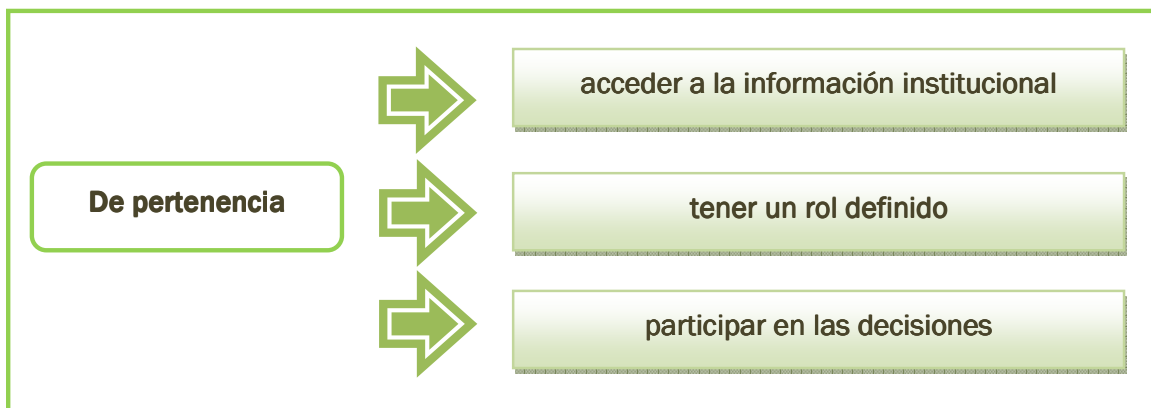 acceder a la información institucional
De pertenencia
tener un rol definido
participar en las decisiones